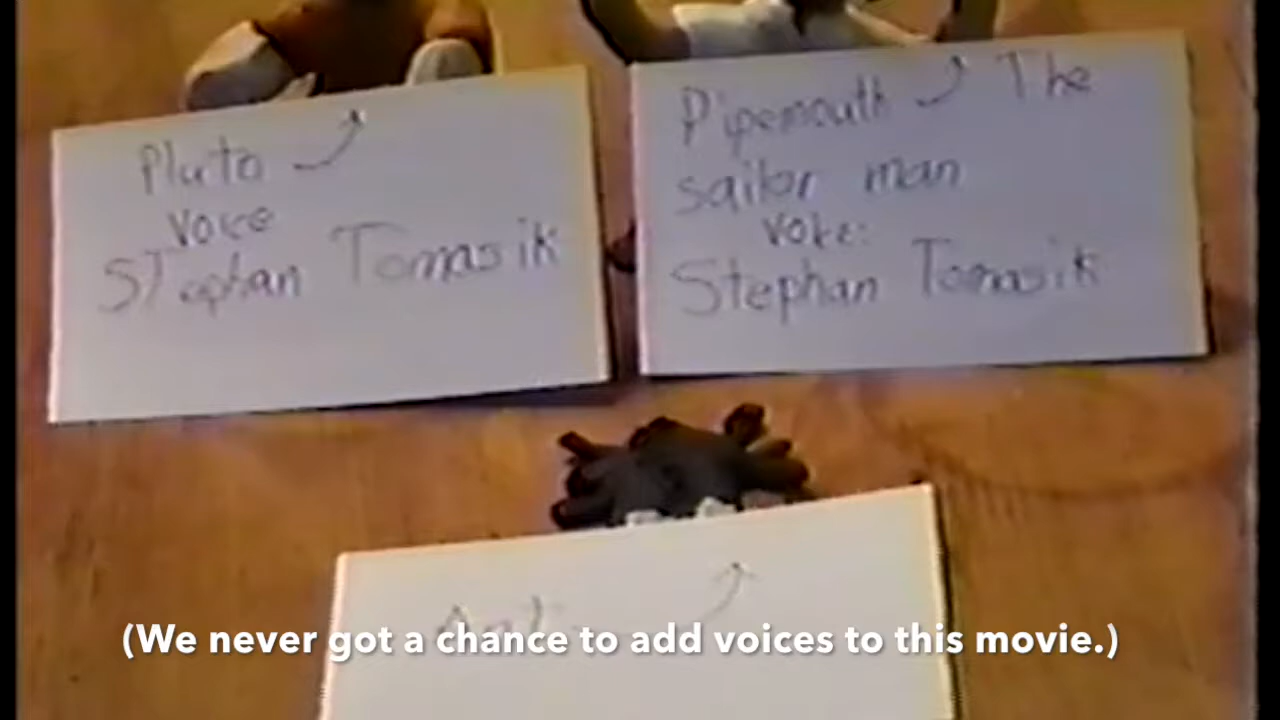 Pluto
voice
Stephan Tomasik
Pipemouth The
sailor man
voice:
Stephan Tomasik
(We never got a chance to add voices to this movie.)